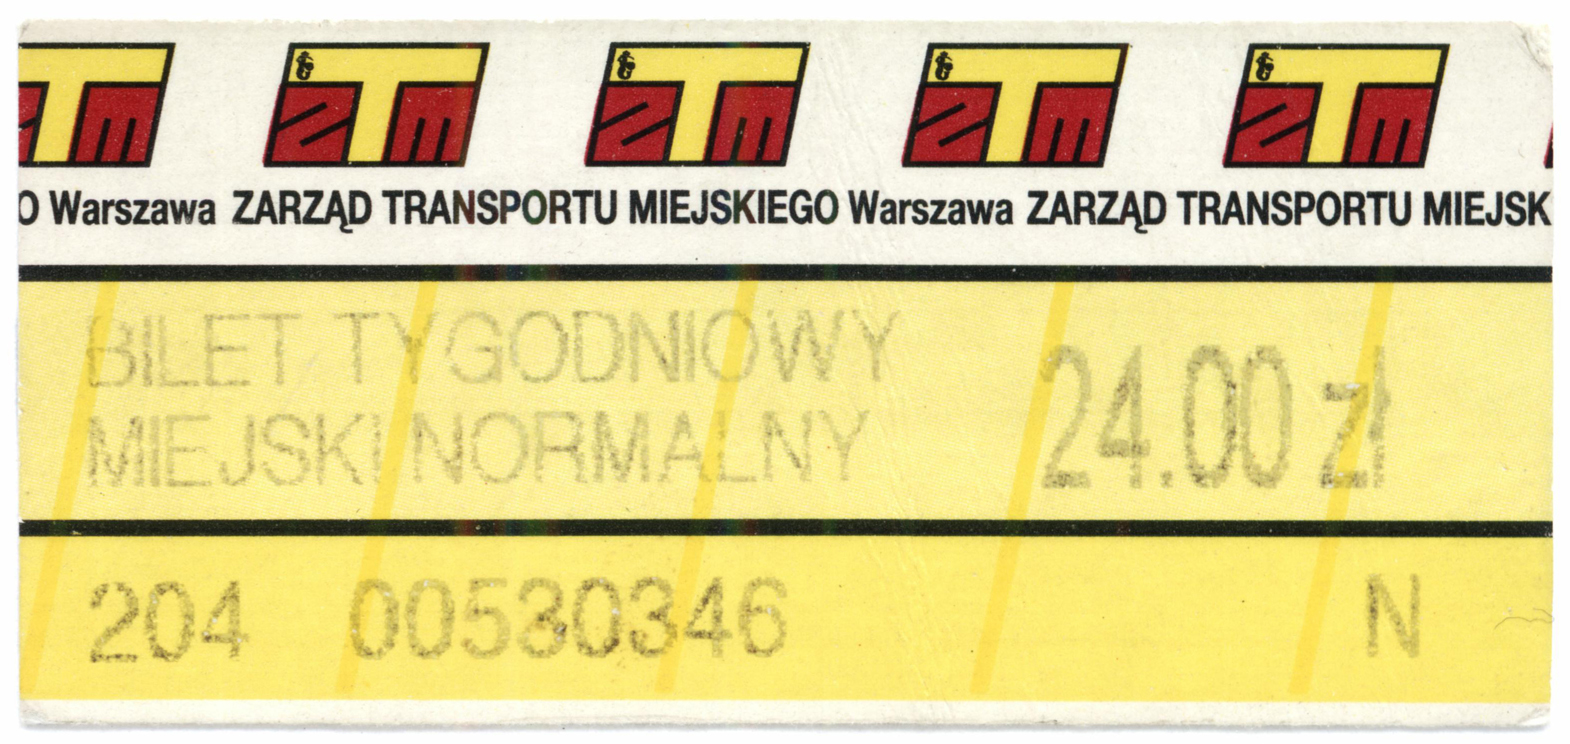 TM ZTM ZTM ZTM ZTM
O Warszawa ZARZĄD TRANSPORTU MIEJSKIEGO Warszawa ZARZĄD TRANSPORTU MIEJSK
BILET TYGODNIOWY
MIEJSKI NORMALNY
24.00 zł
204 00530346 N